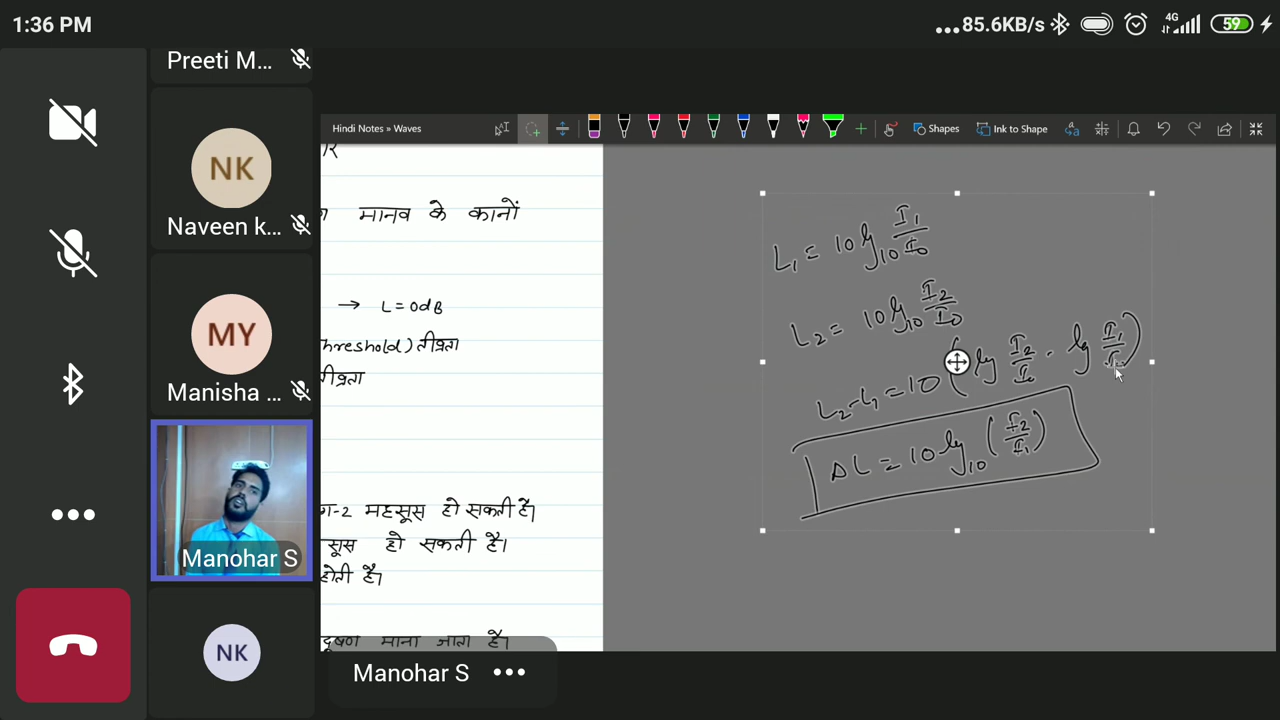 1:36 PM
...85.6KB/s 4G 59
Preeti M...
NK
Naveen k...
MY
Manisha ...
Manohar S
NK
Hindi Notes » Waves
Shapes
Ink to Shape
मानव के कानों
→ L=0dB
hreshold) तीव्रता
तीव्रता
ग-2 महसूस हो सकती है।
सूस हो सकती है।
होती है।
माना जाता है।
L₁ = 10 log₁₀ I₁/I₀
L₂ = 10 log₁₀ I₂/I₀
L₂-L₁ = 10 (log I₂/I₀ - log I₁/I₀)
ΔL = 10 log₁₀ (I₂/I₁)
Manohar S ...